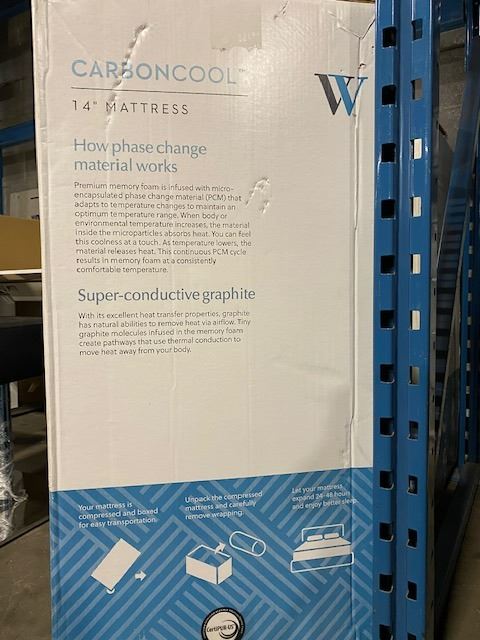 CARBONCOOL™
14" MATTRESS
W
How phase change
material works
Premium memory foam is infused with micro-
encapsulated phase change material (PCM) that
adapts to temperature changes to maintain an
optimum temperature range. When body or
environmental temperature increases, the material
inside the microparticles absorbs heat. You can feel
this coolness at a touch. As temperature lowers, the
material releases heat. This continuous PCM cycle
results in memory foam at a consistently
comfortable temperature.
Super-conductive graphite
With its excellent heat transfer properties, graphite
has natural abilities to remove heat via airflow. Tiny
graphite molecules infused in the memory foam
create pathways that use thermal conduction to
move heat away from your body.
Your mattress is
compressed and boxed
for easy transportation.
Unpack the compressed
mattress and carefully
remove wrapping.
Let your mattress
expand 24-48 hours
and enjoy better sleep.
CertiPUR-US